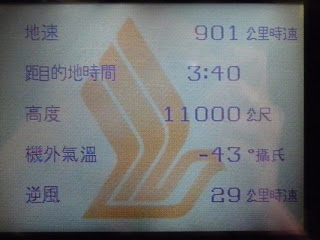 地速 901 公里時速
距目的地時間 3:40
高度 11000 公尺
機外氣溫 -43 °攝氏
逆風 29 公里時速